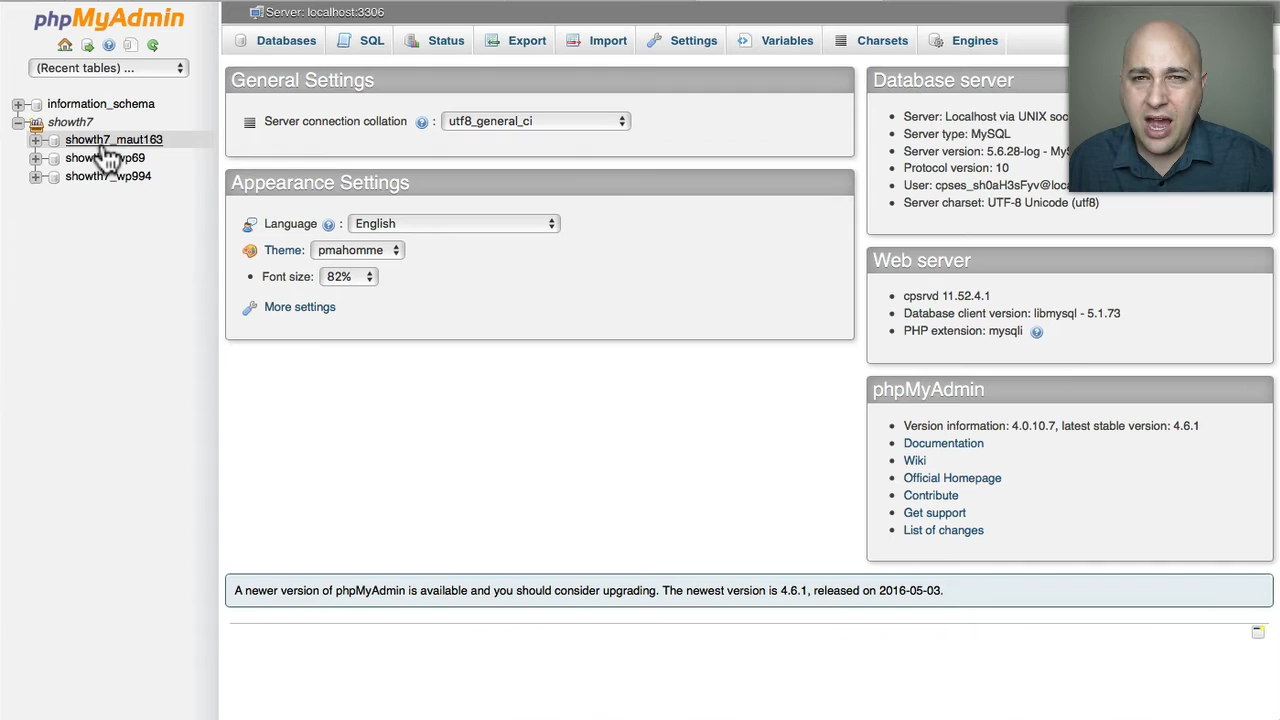 phpMyAdmin
(Recent tables) ...
information_schema
showth7
showth7_maut163
showth7_wp69
showth7_wp994
Server: localhost:3306
Databases
SQL
Status
Export
Import
Settings
Variables
Charsets
Engines
General Settings
Server connection collation : utf8_general_ci
Appearance Settings
Language : English
Theme: pmahomme
Font size: 82%
More settings
Database server
Server: Localhost via UNIX
Server type: MySQL
Server version: 5.6.28-log -
Protocol version: 10
User:
Server charset: UTF-8 Unicode (utf8)
Web server
cpsrvd 11.52.4.1
Database client version: libmysql - 5.1.73
PHP extension: mysqli
phpMyAdmin
Version information: 4.0.10.7, latest stable version: 4.6.1
Documentation
Wiki
Official Homepage
Contribute
Get support
List of changes
A newer version of phpMyAdmin is available and you should consider upgrading. The newest version is 4.6.1, released on 2016-05-03.